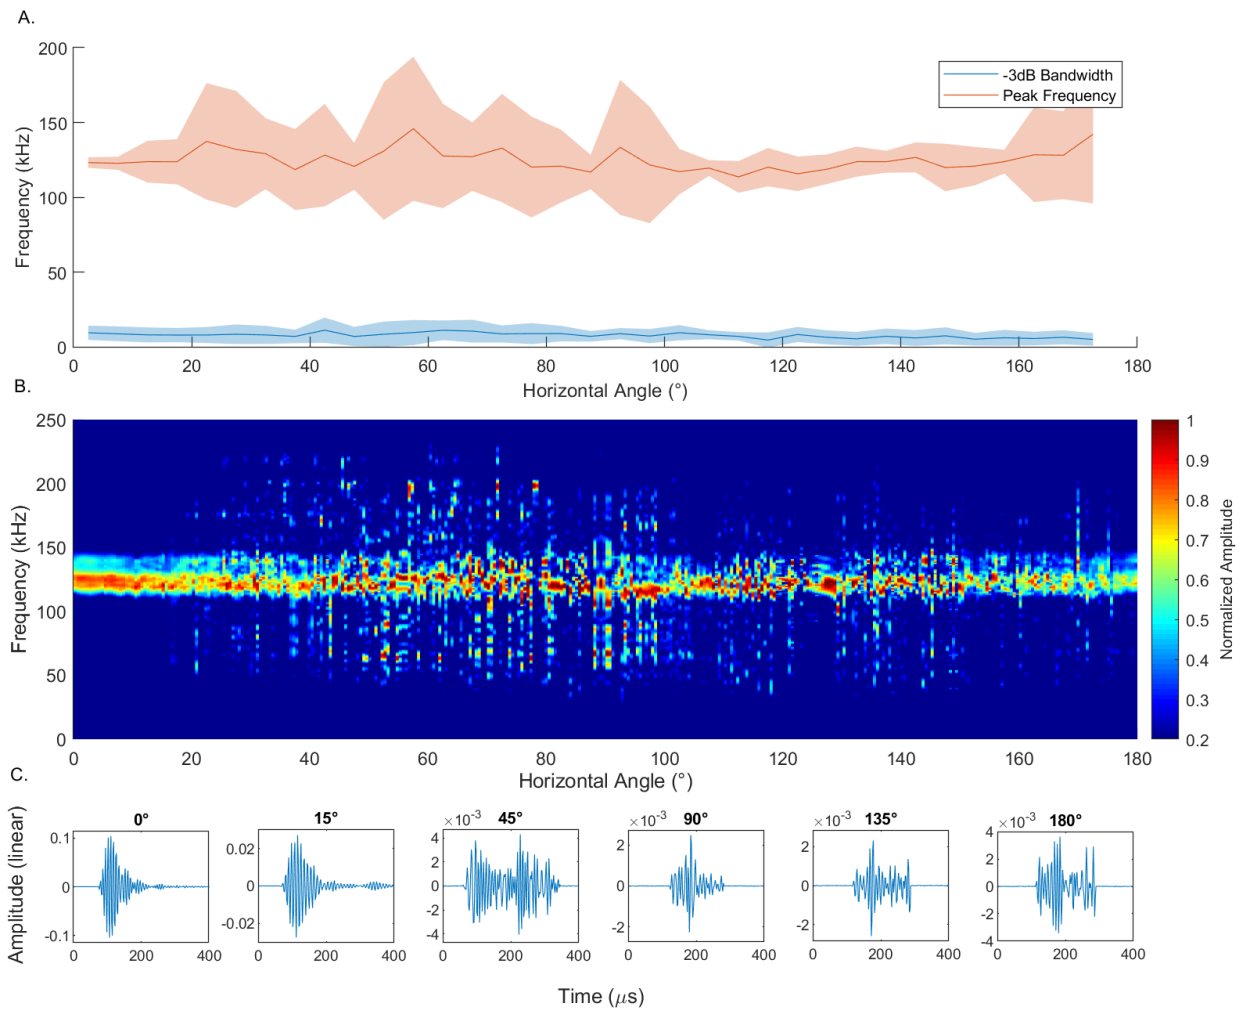 A.
200
150
100
50
0
Frequency (kHz)
-3dB Bandwidth
Peak Frequency
0 20 40 60 80 100 120 140 160 180
Horizontal Angle (°)
B.
250
200
150
100
50
0
Frequency (kHz)
0 20 40 60 80 100 120 140 160 180
Horizontal Angle (°)
1
0.9
0.8
0.7
0.6
0.5
0.4
0.3
0.2
Normalized Amplitude
C.
Amplitude (linear)
0°
0.1
0
-0.1
0 200 400
15°
0.02
0
-0.02
0 200 400
×10⁻³
45°
4
2
0
-2
-4
0 200 400
×10⁻³
90°
2
0
-2
0 200 400
×10⁻³
135°
2
0
-2
0 200 400
×10⁻³
180°
4
2
0
-2
-4
0 200 400
Time (μs)